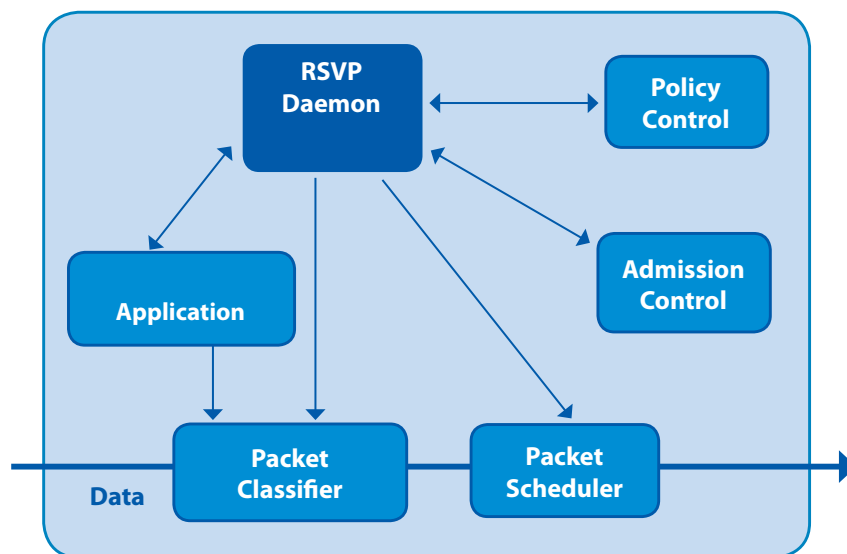 RSVP
Daemon
Policy
Control
Admission
Control
Application
Packet
Classifier
Packet
Scheduler
Data